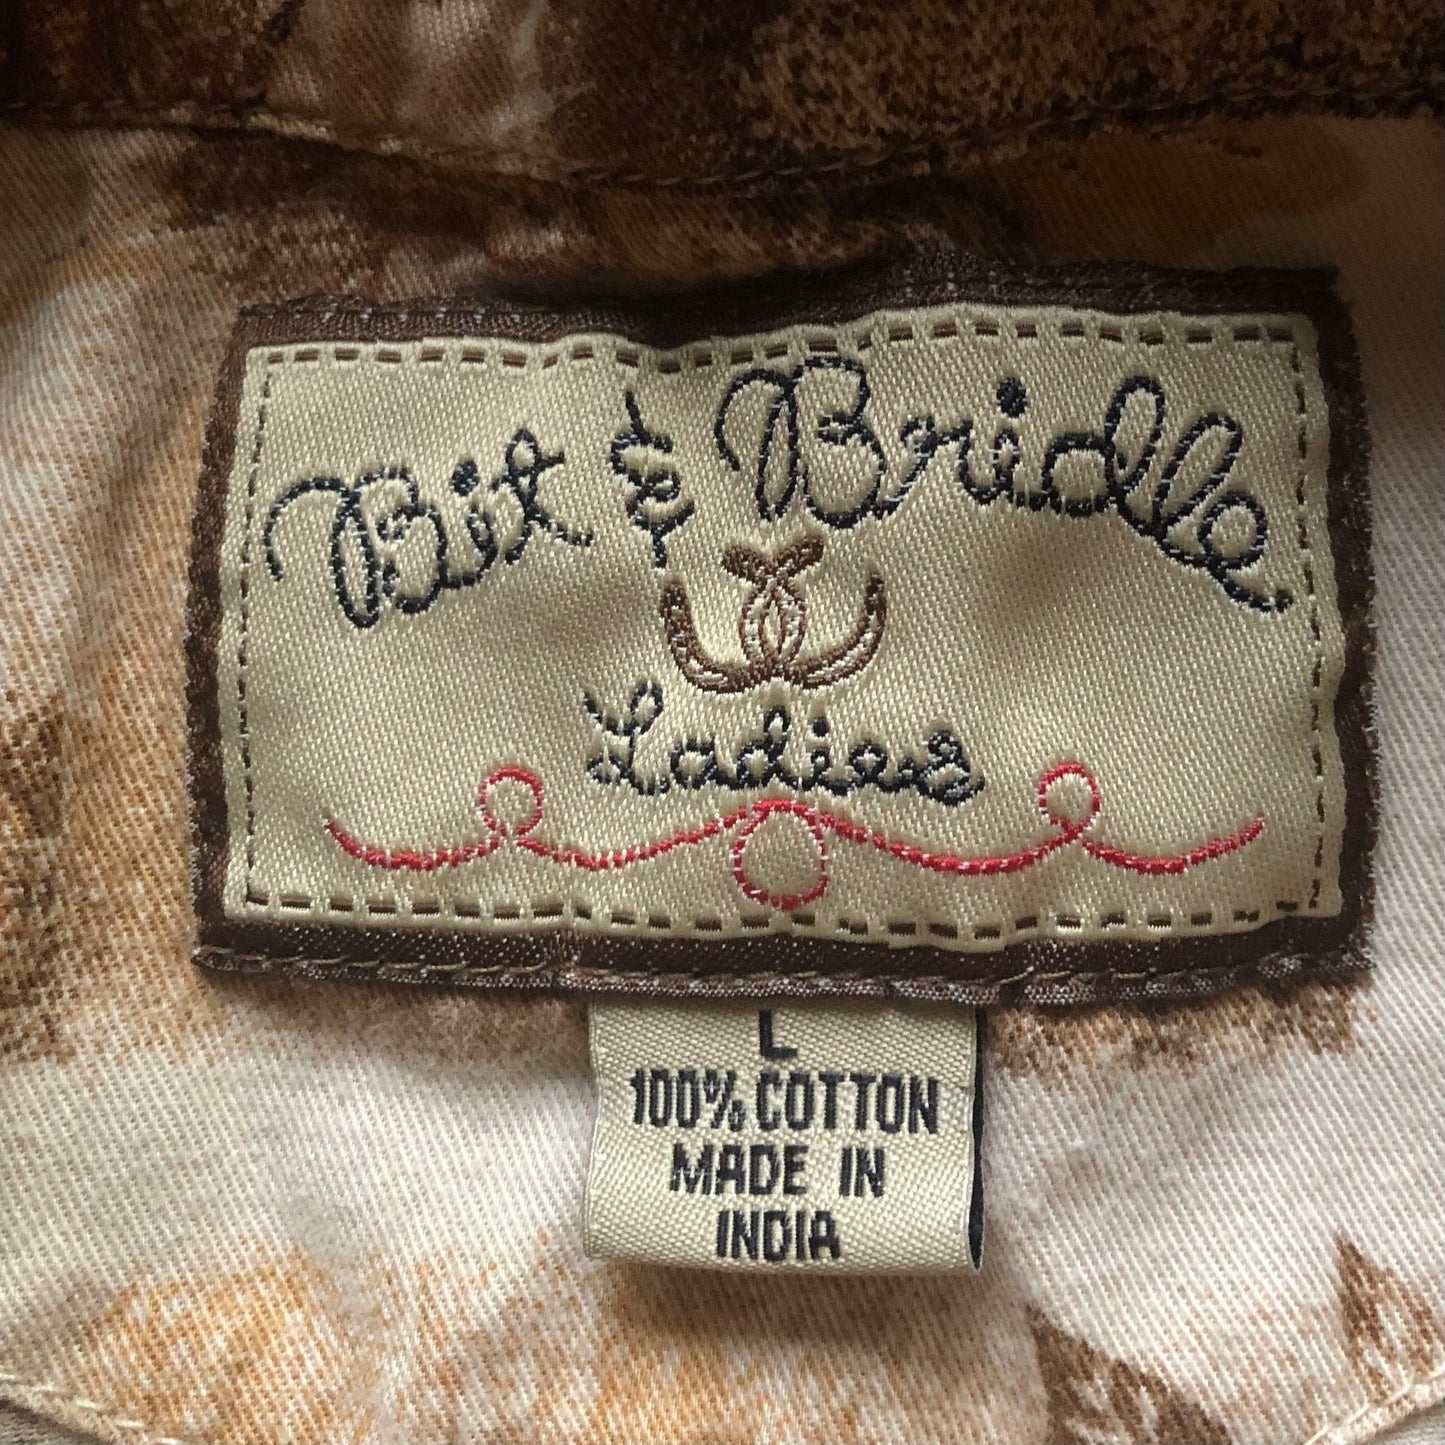 Bit & Bridle
Ladies
L
100% COTTON
MADE IN
INDIA